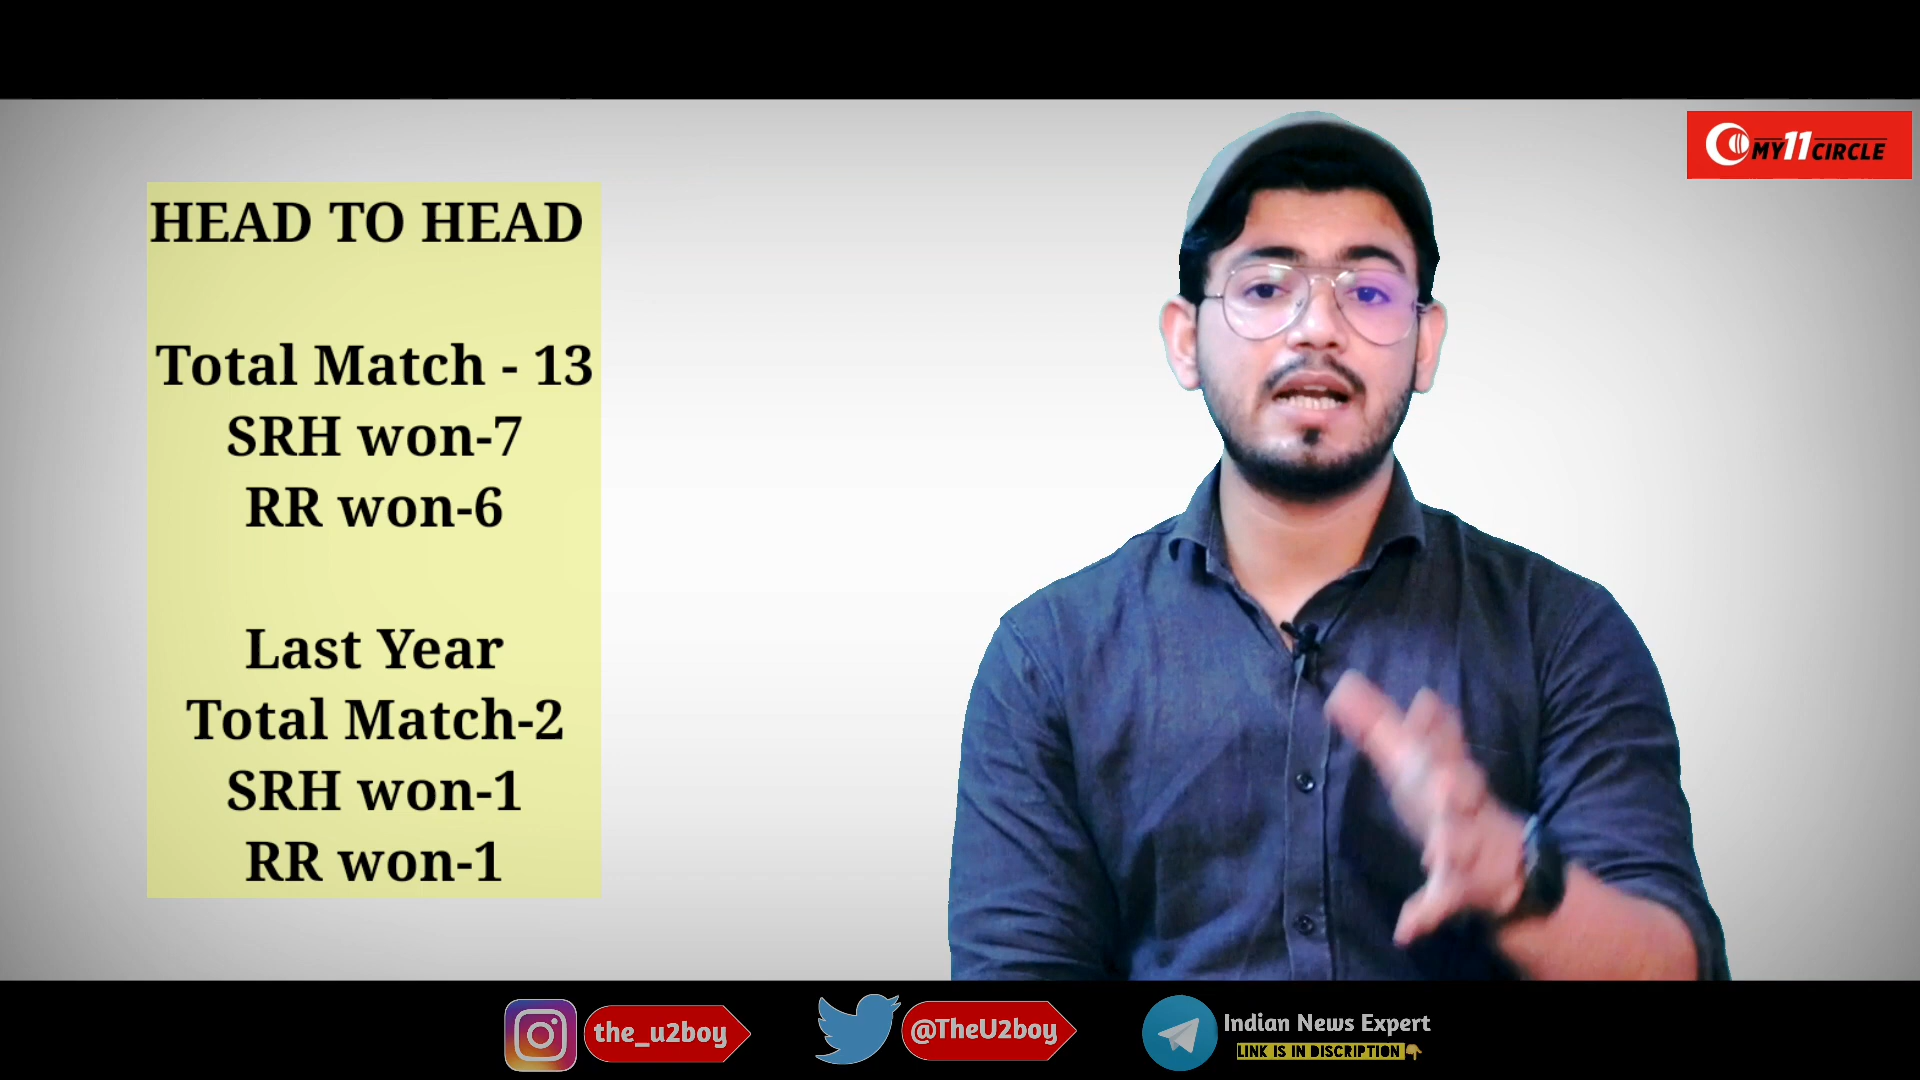 HEAD TO HEAD
Total Match - 13
SRH won-7
RR won-6
Last Year
Total Match-2
SRH won-1
RR won-1
MY11CIRCLE
the_u2boy
@TheU2boy
Indian News Expert
LINK IS IN DISCRIPTION👇